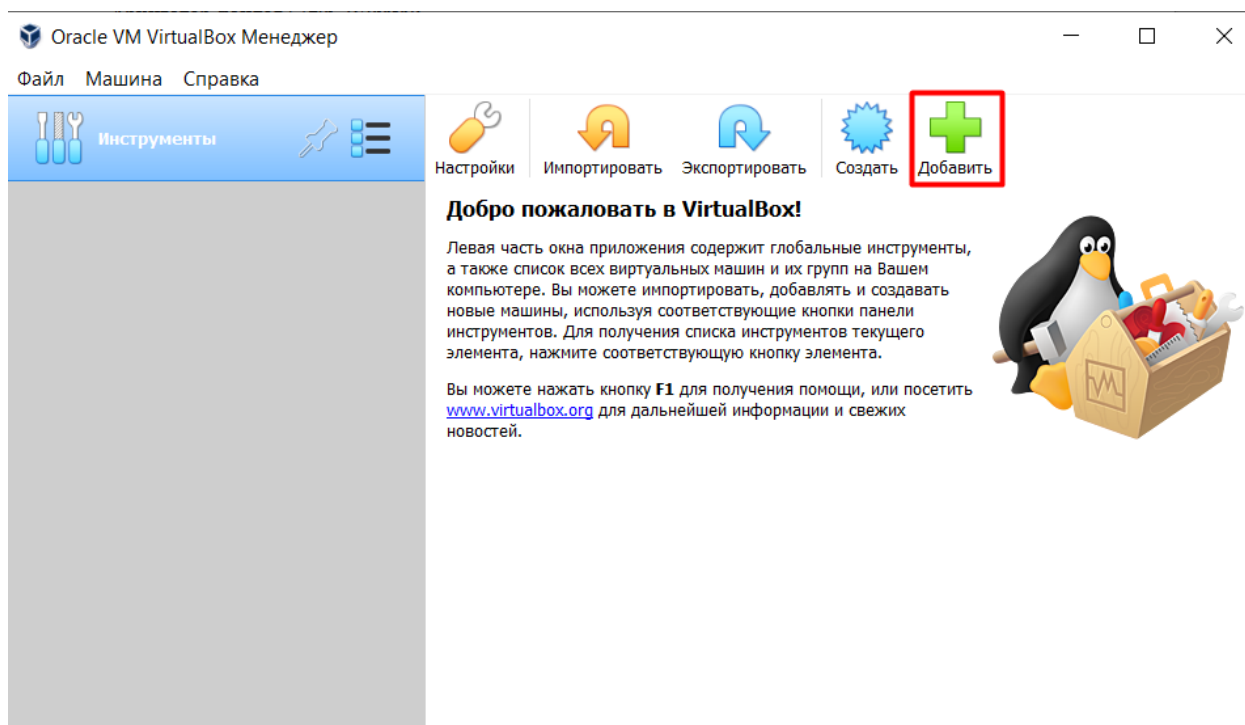 Oracle VM VirtualBox Менеджер
Файл Машина Справка
Инструменты
Настройки Импортировать Экспортировать Создать Добавить
Добро пожаловать в VirtualBox!
Левая часть окна приложения содержит глобальные инструменты,
а также список всех виртуальных машин и их групп на Вашем
компьютере. Вы можете импортировать, добавлять и создавать
новые машины, используя соответствующие кнопки панели
инструментов. Для получения списка инструментов текущего
элемента, нажмите соответствующую кнопку элемента.
Вы можете нажать кнопку F1 для получения помощи, или посетить
www.virtualbox.org для дальнейшей информации и свежих
новостей.